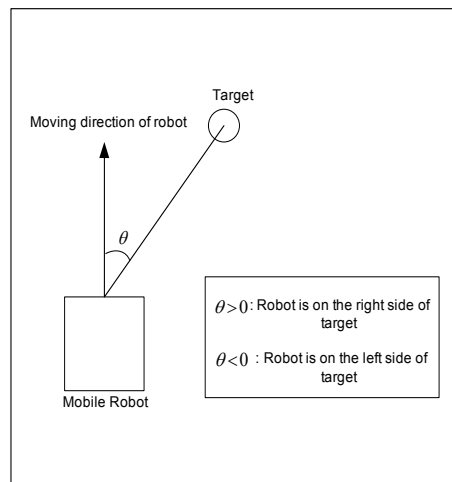 Target
Moving direction of robot
θ
θ>0: Robot is on the right side of
target
θ<0 : Robot is on the left side of
target
Mobile Robot